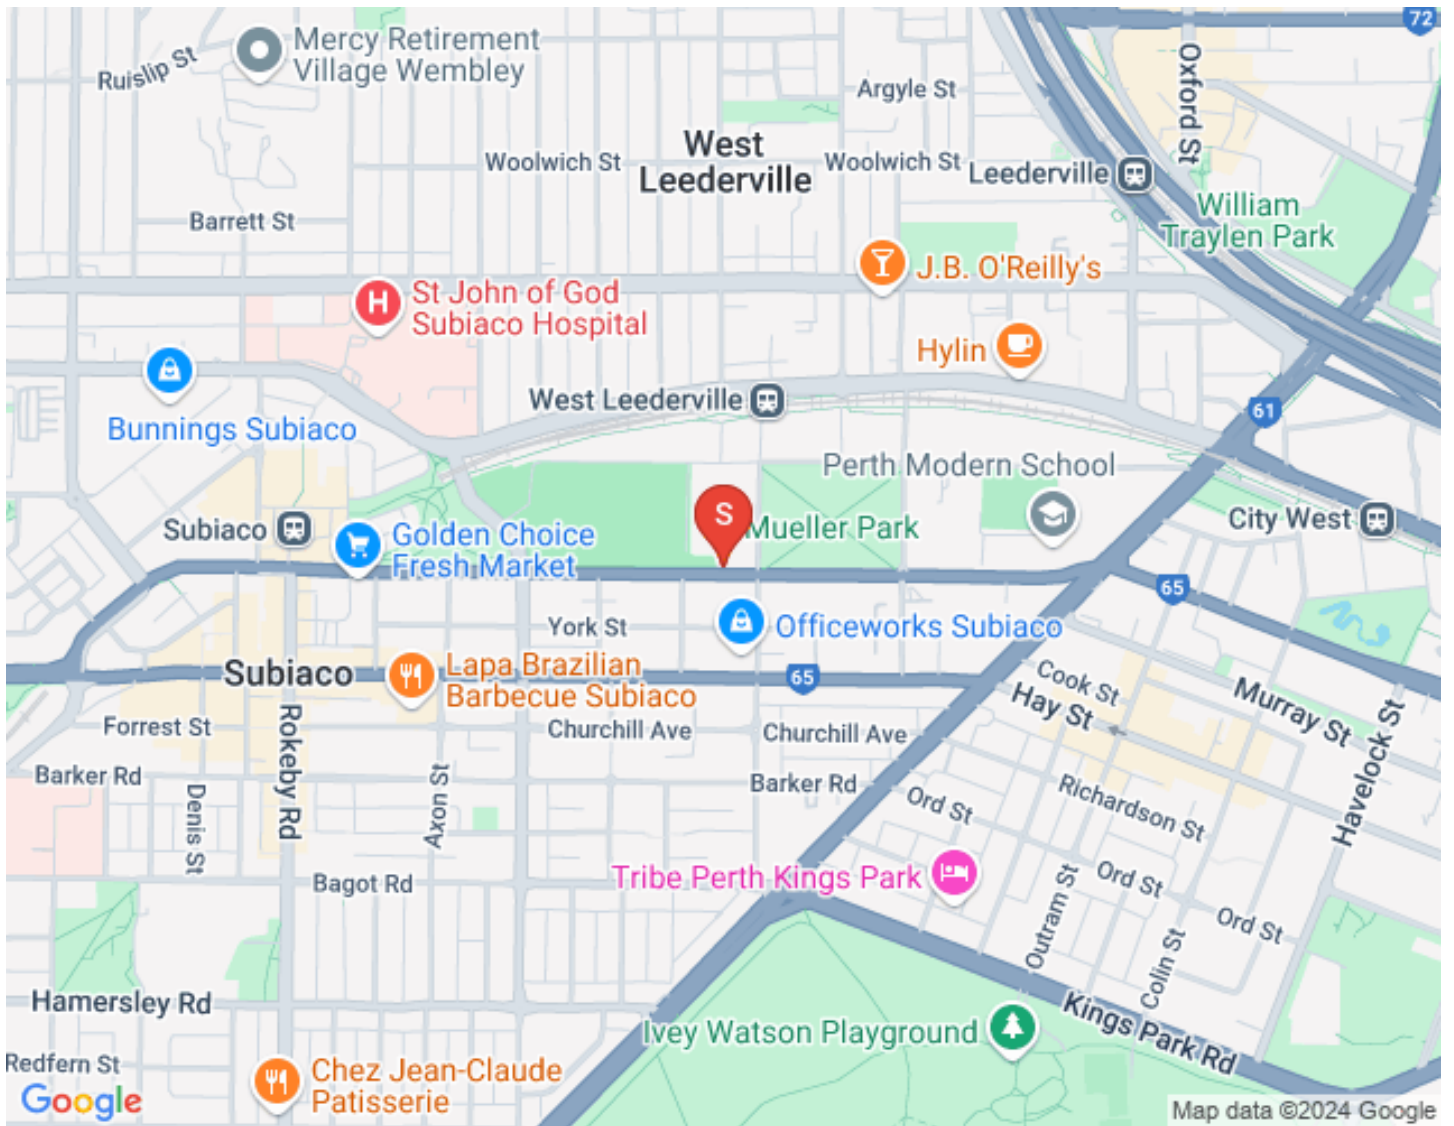 72
Mercy Retirement
Village Wembley
Ruislip St
Oxford St
Argyle St
West
Leederville
Woolwich St
Woolwich St
Leederville
William
Traylen Park
Barrett St
J.B. O'Reilly's
H
St John of God
Subiaco Hospital
Hylin
West Leederville
61
Bunnings Subiaco
Perth Modern School
S
Mueller Park
City West
Subiaco
Golden Choice
Fresh Market
65
York St
Officeworks Subiaco
Subiaco
Lapa Brazilian
Barbecue Subiaco
65
Cook St
Hay St
Murray St
Havelock St
Forrest St
Rokeby Rd
Churchill Ave
Churchill Ave
Barker Rd
Denis St
Axon St
Barker Rd
Ord St
Richardson St
Bagot Rd
Tribe Perth Kings Park
Ord St
Outram St
Ord St
Colin St
Hamersley Rd
Ivey Watson Playground
Kings Park Rd
Redfern St
Chez Jean-Claude
Patisserie
Google
Map data ©2024 Google